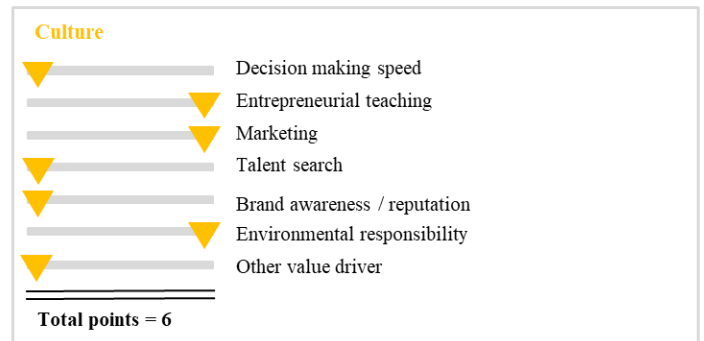 Culture
Decision making speed
Entrepreneurial teaching
Marketing
Talent search
Brand awareness / reputation
Environmental responsibility
Other value driver
Total points = 6